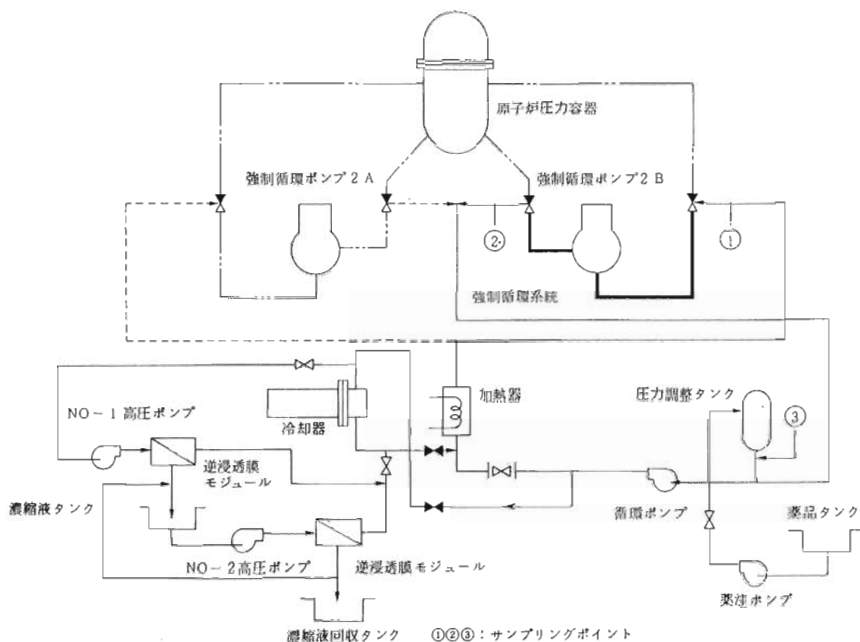 原子炉圧力容器
強制循環ポンプ2A
強制循環ポンプ2B
②
①
強制循環系統
加熱器
圧力調整タンク
冷却器
③
NO-1高圧ポンプ
逆浸透膜
モジュール
濃縮液タンク
循環ポンプ
薬品タンク
NO-2高圧ポンプ
逆浸透膜モジュール
薬注ポンプ
濃縮液回収タンク
①②③:サンプリングポイント